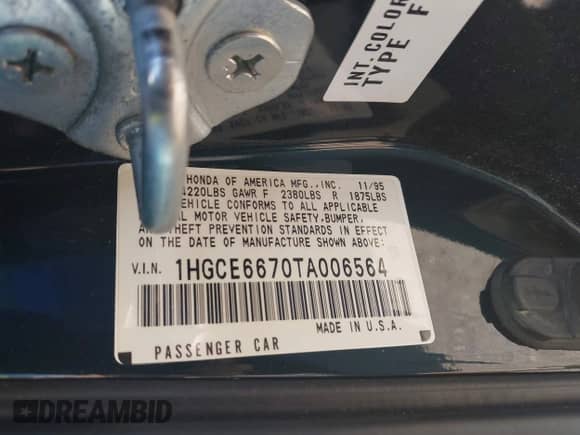 INT. COLOR
TYPE F
HONDA OF AMERICA MFG., INC. 11/95
4220LBS GAWR F 2380LBS R 1875LBS
VEHICLE CONFORMS TO ALL APPLICABLE
MOTOR VEHICLE SAFETY, BUMPER,
AND THEFT PREVENTION STANDARDS IN EFFECT
ON THE DATE OF MANUFACTURE SHOWN ABOVE:
V.I.N. 1HGCE6670TA006564
MADE IN U.S.A.
PASSENGER CAR
DREAMBID